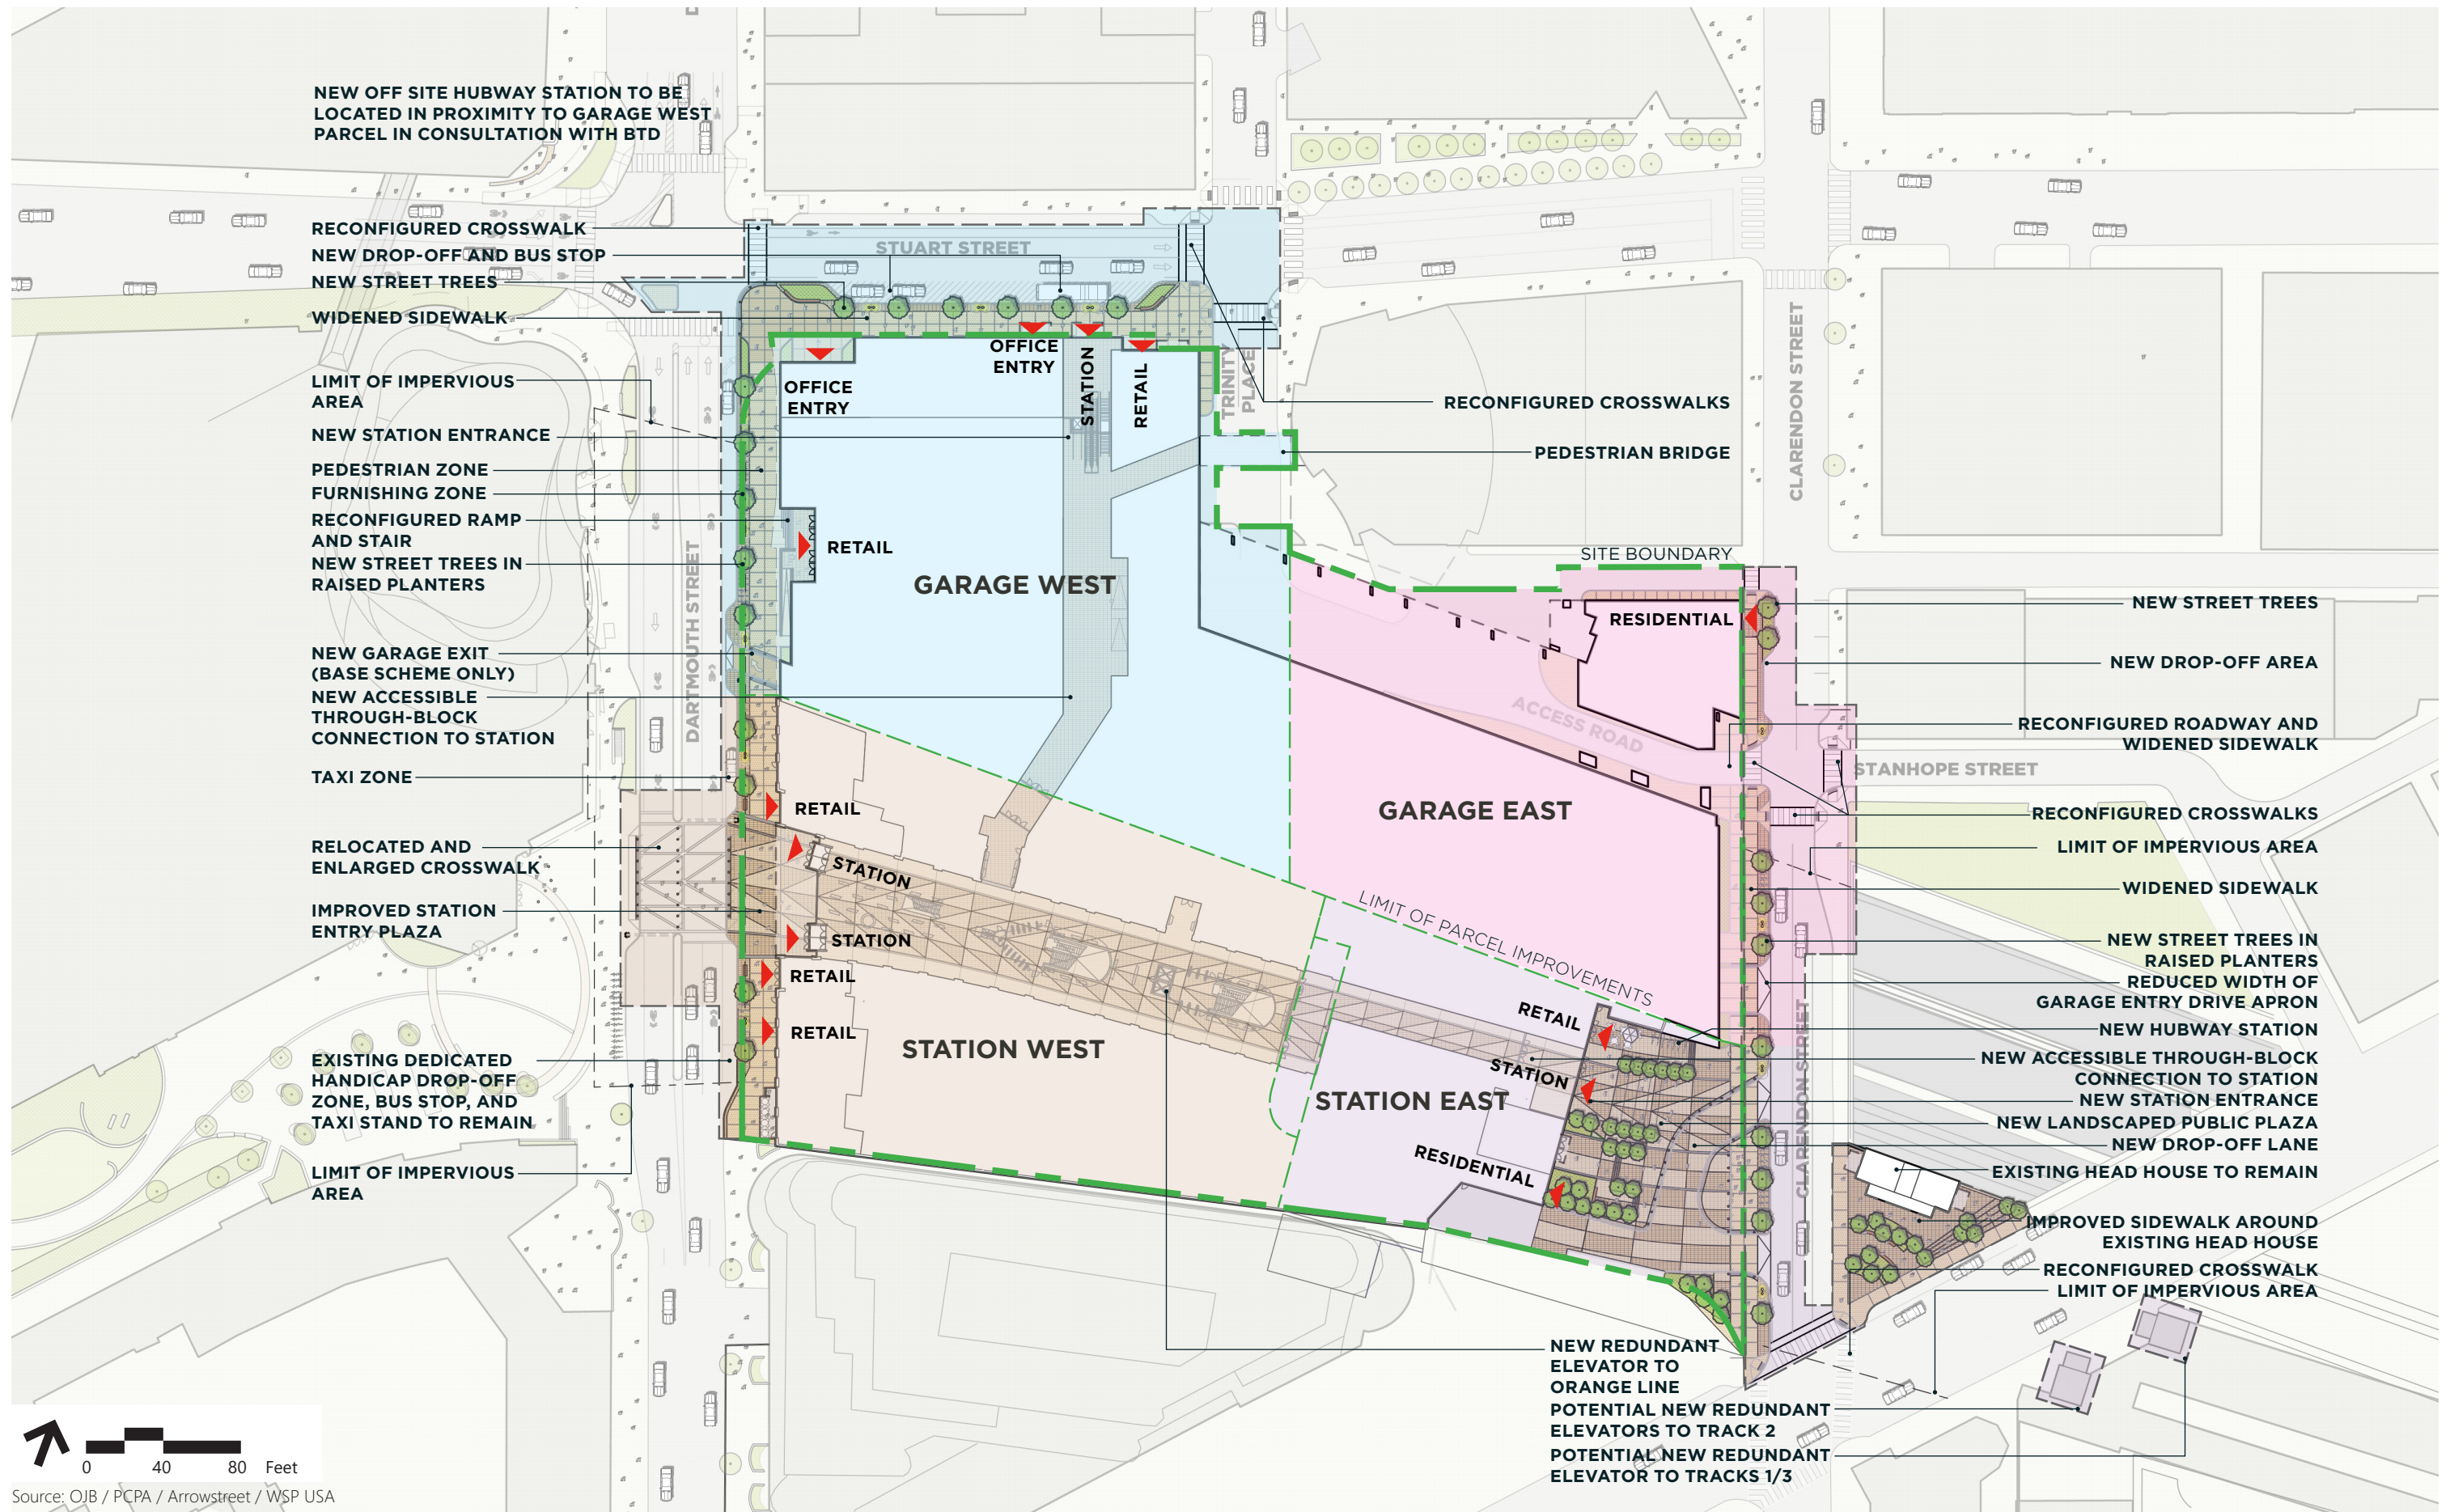 NEW OFF SITE HUBWAY STATION TO BE
LOCATED IN PROXIMITY TO GARAGE WEST
PARCEL IN CONSULTATION WITH BTD
RECONFIGURED CROSSWALK
NEW DROP-OFF AND BUS STOP
NEW STREET TREES
WIDENED SIDEWALK
LIMIT OF IMPERVIOUS
AREA
NEW STATION ENTRANCE
PEDESTRIAN ZONE
FURNISHING ZONE
RECONFIGURED RAMP
AND STAIR
NEW STREET TREES IN
RAISED PLANTERS
NEW GARAGE EXIT
(BASE SCHEME ONLY)
NEW ACCESSIBLE
THROUGH-BLOCK
CONNECTION TO STATION
TAXI ZONE
RELOCATED AND
ENLARGED CROSSWALK
IMPROVED STATION
ENTRY PLAZA
EXISTING DEDICATED
HANDICAP DROP-OFF
ZONE, BUS STOP, AND
TAXI STAND TO REMAIN
LIMIT OF IMPERVIOUS
AREA
STUART STREET
DARTMOUTH STREET
TRINITY
PLACE
CLARENDON STREET
OFFICE
ENTRY
OFFICE
ENTRY
STATION
RETAIL
RETAIL
GARAGE WEST
RECONFIGURED CROSSWALKS
PEDESTRIAN BRIDGE
SITE BOUNDARY
RESIDENTIAL
ACCESS ROAD
GARAGE EAST
STANHOPE STREET
RETAIL
STATION
STATION
RETAIL
RETAIL
STATION WEST
LIMIT OF PARCEL IMPROVEMENTS
RETAIL
STATION
STATION EAST
RESIDENTIAL
CLARENDON STREET
NEW STREET TREES
NEW DROP-OFF AREA
RECONFIGURED ROADWAY AND
WIDENED SIDEWALK
RECONFIGURED CROSSWALKS
LIMIT OF IMPERVIOUS AREA
WIDENED SIDEWALK
NEW STREET TREES IN
RAISED PLANTERS
REDUCED WIDTH OF
GARAGE ENTRY DRIVE APRON
NEW HUBWAY STATION
NEW ACCESSIBLE THROUGH-BLOCK
CONNECTION TO STATION
NEW STATION ENTRANCE
NEW LANDSCAPED PUBLIC PLAZA
NEW DROP-OFF LANE
EXISTING HEAD HOUSE TO REMAIN
IMPROVED SIDEWALK AROUND
EXISTING HEAD HOUSE
RECONFIGURED CROSSWALK
LIMIT OF IMPERVIOUS AREA
NEW REDUNDANT
ELEVATOR TO
ORANGE LINE
POTENTIAL NEW REDUNDANT
ELEVATORS TO TRACK 2
POTENTIAL NEW REDUNDANT
ELEVATOR TO TRACKS 1/3
0 40 80 Feet
Source: OJB / PCPA / Arrowstreet / WSP USA